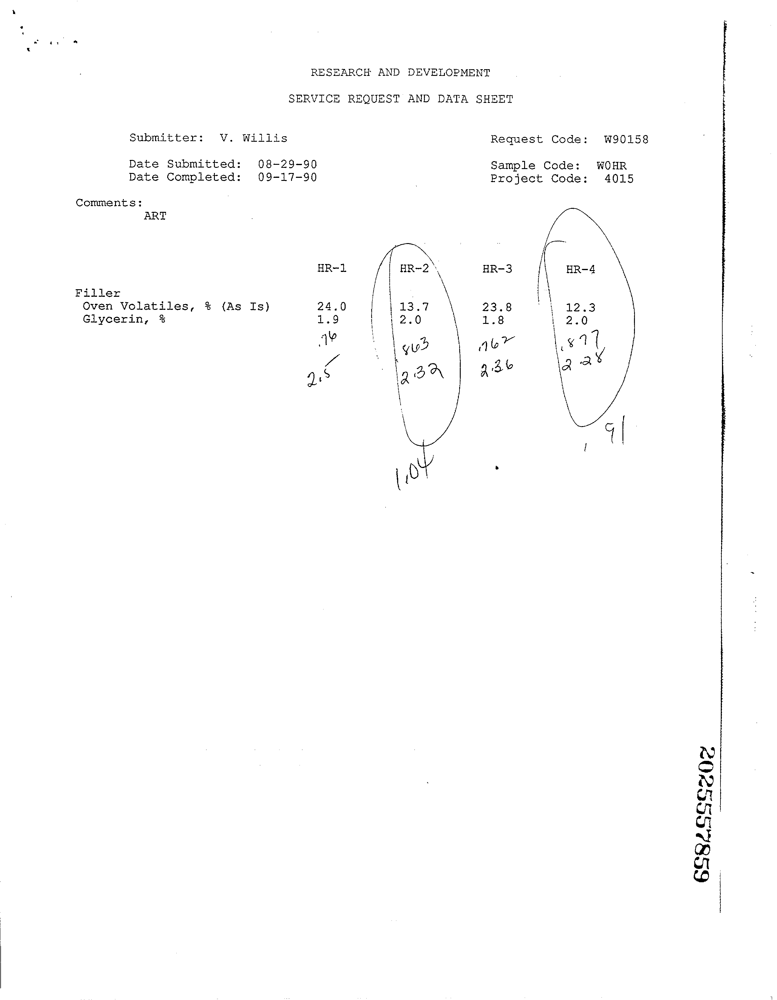 RESEARCH AND DEVELOPMENT
SERVICE REQUEST AND DATA SHEET
Submitter: V. Willis Request Code: W90158
Date Submitted: 08-29-90 Sample Code: W0HR
Date Completed: 09-17-90 Project Code: 4015
Comments:
ART
HR-1 HR-2 HR-3 HR-4
Filler
Oven Volatiles, % (As Is) 24.0 13.7 23.8 12.3
Glycerin, % 1.9 2.0 1.8 2.0
.76 .863 .762 .877
2.5 2.32 2.36 2.28
1.04 .91
2025557859